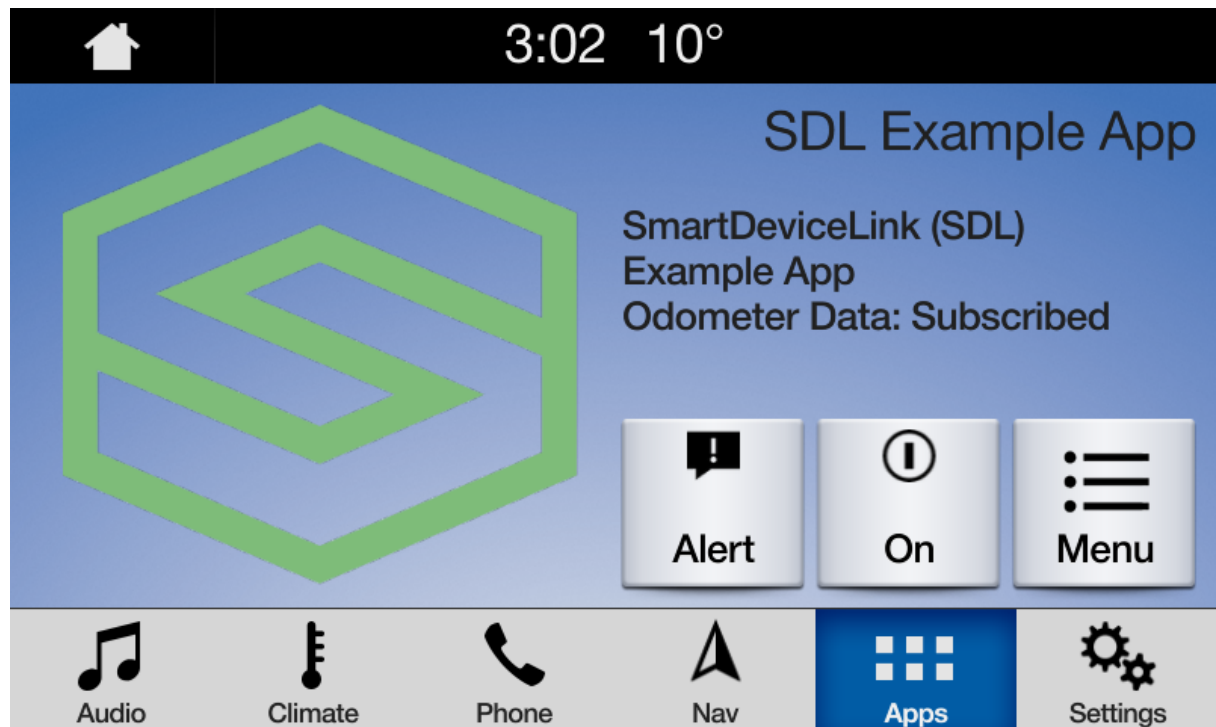 3:02 10°
SDL Example App
SmartDeviceLink (SDL)
Example App
Odometer Data: Subscribed
Alert On Menu
Audio Climate Phone Nav Apps Settings